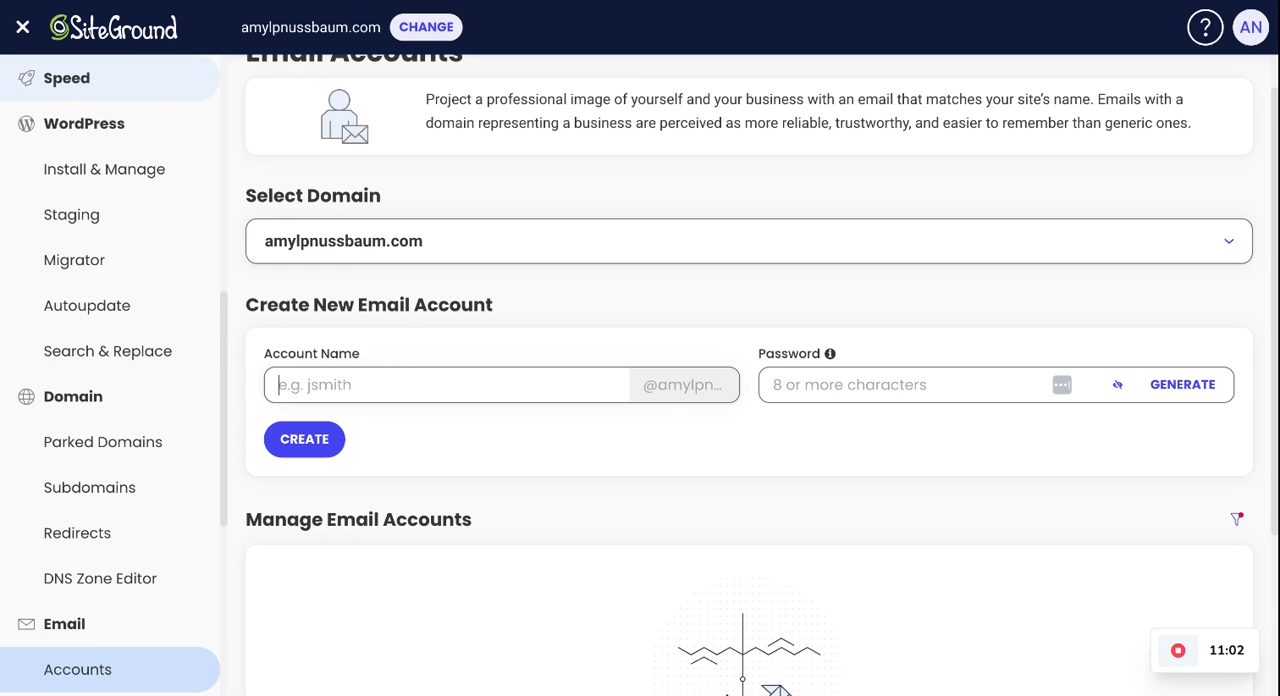 SiteGround
amylpnussbaum.com CHANGE
? AN
Speed
WordPress
Install & Manage
Staging
Migrator
Autoupdate
Search & Replace
Domain
Parked Domains
Subdomains
Redirects
DNS Zone Editor
Email
Accounts
Email Accounts
Project a professional image of yourself and your business with an email that matches your site's name. Emails with a
domain representing a business are perceived as more reliable, trustworthy, and easier to remember than generic ones.
Select Domain
amylpnussbaum.com
Create New Email Account
Account Name
e.g. jsmith @amylpn...
Password
8 or more characters GENERATE
CREATE
Manage Email Accounts
11:02